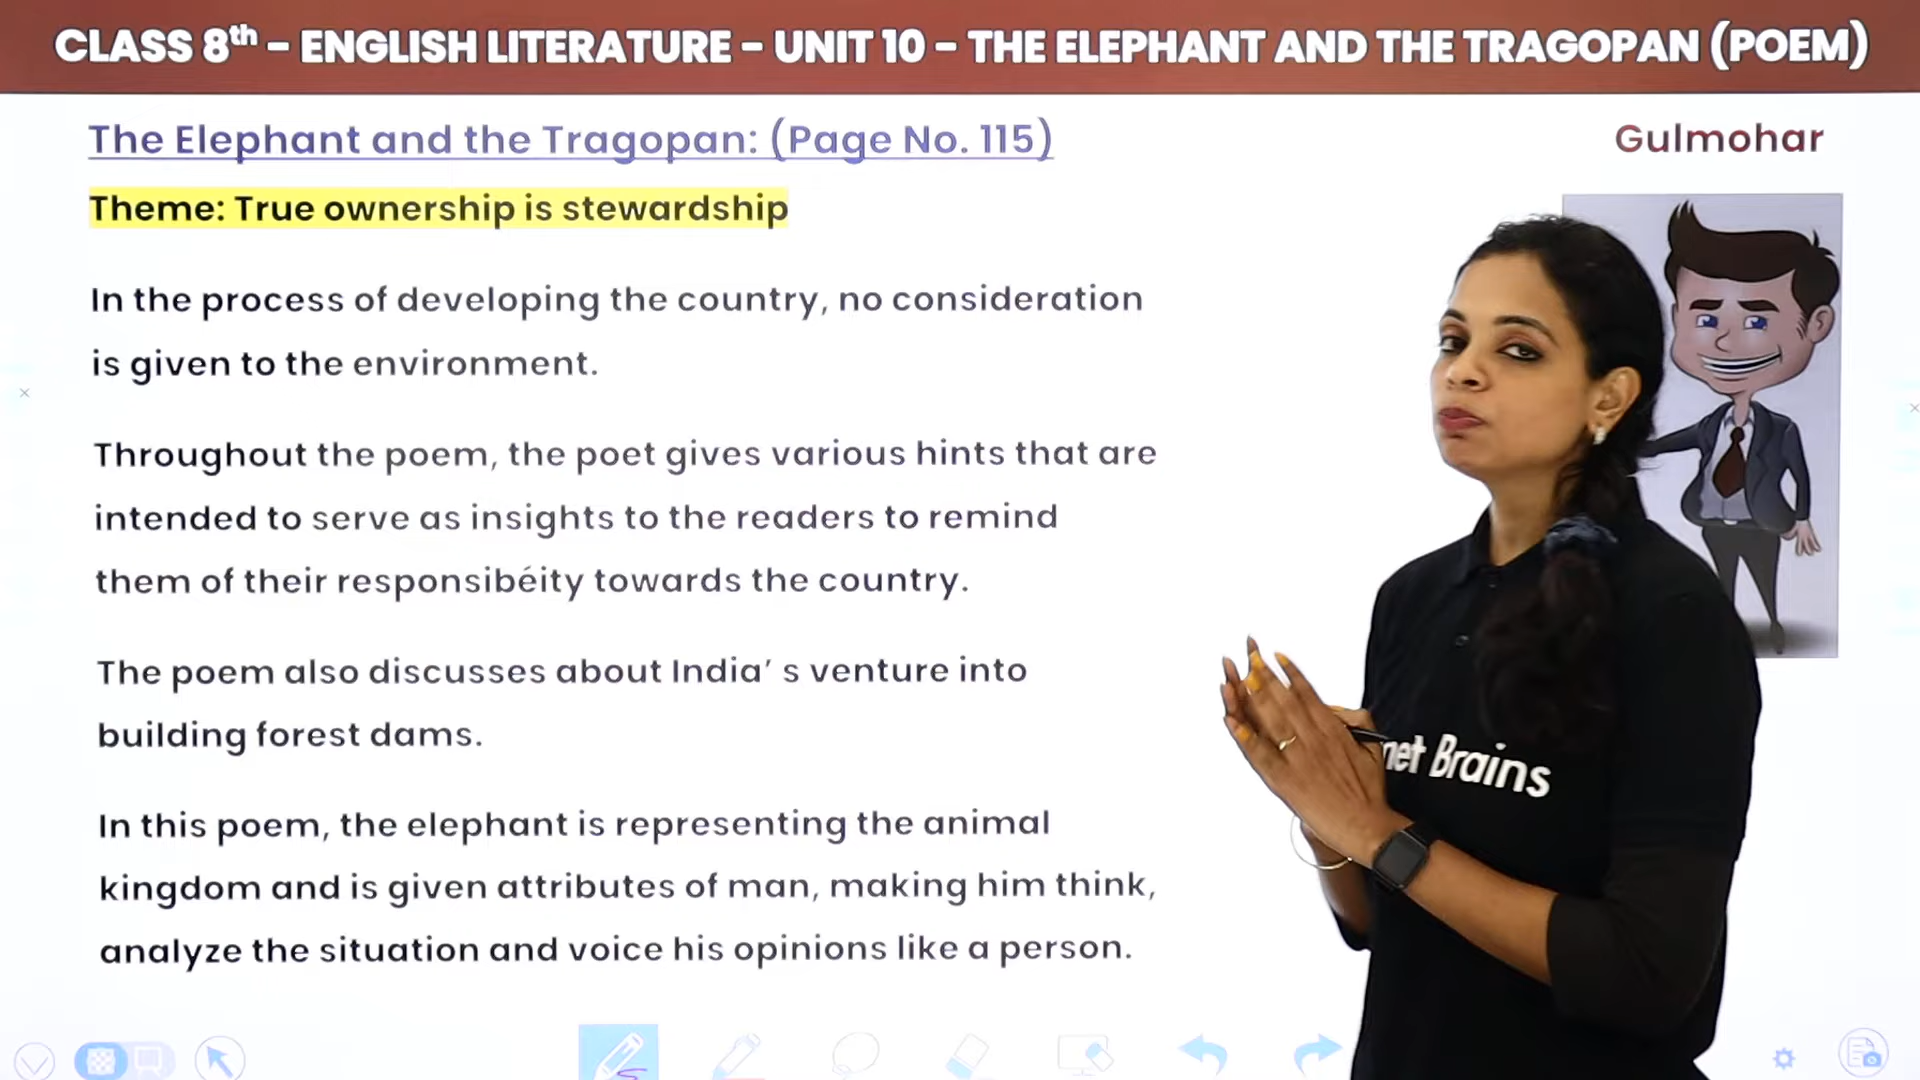 CLASS 8th - ENGLISH LITERATURE - UNIT 10 - THE ELEPHANT AND THE TRAGOPAN (POEM)
The Elephant and the Tragopan: (Page No. 115)
Gulmohar
Theme: True ownership is stewardship
In the process of developing the country, no consideration
is given to the environment.
Throughout the poem, the poet gives various hints that are
intended to serve as insights to the readers to remind
them of their responsibéity towards the country.
The poem also discusses about India’ s venture into
building forest dams.
In this poem, the elephant is representing the animal
kingdom and is given attributes of man, making him think,
analyze the situation and voice his opinions like a person.
net Brains